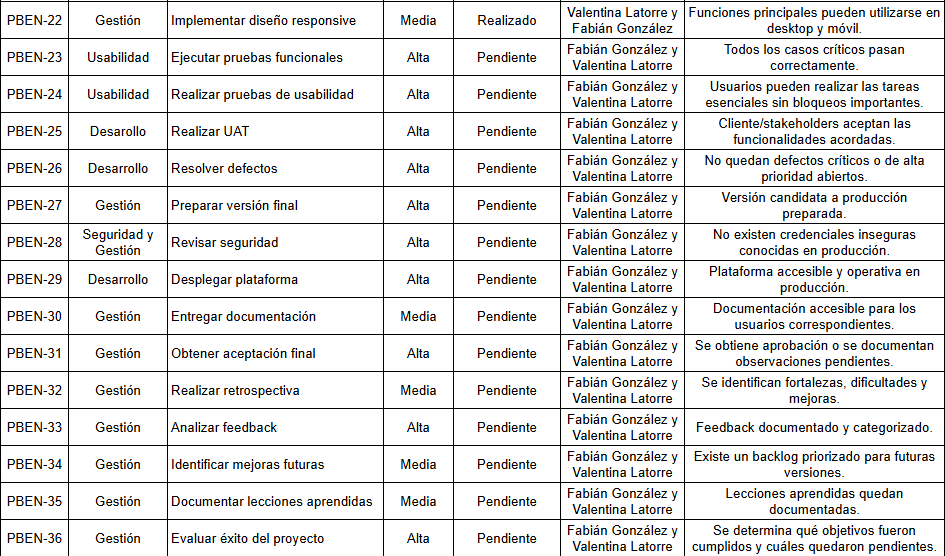 PBEN-22 Gestión Implementar diseño responsive Media Realizado Valentina Latorre y Fabián González Funciones principales pueden utilizarse en desktop y móvil.
PBEN-23 Usabilidad Ejecutar pruebas funcionales Alta Pendiente Fabián González y Valentina Latorre Todos los casos críticos pasan correctamente.
PBEN-24 Usabilidad Realizar pruebas de usabilidad Alta Pendiente Fabián González y Valentina Latorre Usuarios pueden realizar las tareas esenciales sin bloqueos importantes.
PBEN-25 Desarollo Realizar UAT Alta Pendiente Fabián González y Valentina Latorre Cliente/stakeholders aceptan las funcionalidades acordadas.
PBEN-26 Desarrollo Resolver defectos Alta Pendiente Fabián González y Valentina Latorre No quedan defectos críticos o de alta prioridad abiertos.
PBEN-27 Gestión Preparar versión final Alta Pendiente Fabián González y Valentina Latorre Versión candidata a producción preparada.
PBEN-28 Seguridad y Gestión Revisar seguridad Alta Pendiente Fabián González y Valentina Latorre No existen credenciales inseguras conocidas en producción.
PBEN-29 Desarrollo Desplegar plataforma Alta Pendiente Fabián González y Valentina Latorre Plataforma accesible y operativa en producción.
PBEN-30 Gestión Entregar documentación Media Pendiente Fabián González y Valentina Latorre Documentación accesible para los usuarios correspondientes.
PBEN-31 Gestión Obtener aceptación final Alta Pendiente Fabián González y Valentina Latorre Se obtiene aprobación o se documentan observaciones pendientes.
PBEN-32 Gestión Realizar retrospectiva Media Pendiente Fabián González y Valentina Latorre Se identifican fortalezas, dificultades y mejoras.
PBEN-33 Gestión Analizar feedback Alta Pendiente Fabián González y Valentina Latorre Feedback documentado y categorizado.
PBEN-34 Gestión Identificar mejoras futuras Media Pendiente Fabián González y Valentina Latorre Existe un backlog priorizado para futuras versiones.
PBEN-35 Gestión Documentar lecciones aprendidas Media Pendiente Fabián González y Valentina Latorre Lecciones aprendidas quedan documentadas.
PBEN-36 Gestión Evaluar éxito del proyecto Alta Pendiente Fabián González y Valentina Latorre Se determina qué objetivos fueron cumplidos y cuáles quedaron pendientes.